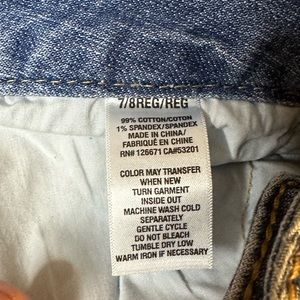 7/8REG/REG
99% COTTON/COTON
1% SPANDEX/SPANDEX
MADE IN CHINA/
FABRIQUÉ EN CHINE
RN# 126671 CA#53201
COLOR MAY TRANSFER
WHEN NEW
TURN GARMENT
INSIDE OUT
MACHINE WASH COLD
SEPARATELY
GENTLE CYCLE
DO NOT BLEACH
TUMBLE DRY LOW
WARM IRON IF NECESSARY